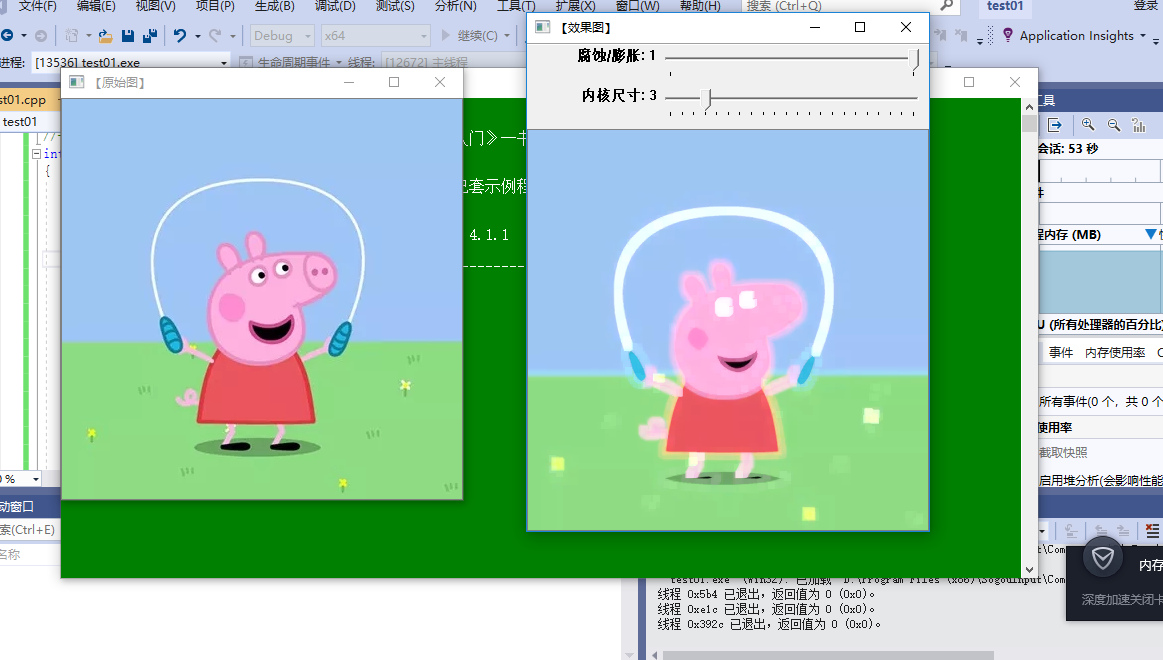 文件(F) 编辑(E) 视图(V) 项目(P) 生成(B) 调试(D) 测试(S) 分析(N) 工具(T) 扩展(X) 窗口(W) 帮助(H) 搜索 (Ctrl+Q) test01 登录
Debug x64 继续(C) Application Insights
进程: [13536] test01.exe 生命周期事件 线程: [12672] 主线程
st01.cpp
test01
int
{
【原始图】
【效果图】
腐蚀/膨胀: 1
内核尺寸: 3
入门》一书
配套示例程
4.1.1
----------
工具
会话: 53 秒
件
程内存 (MB)
U (所有处理器的百分比)
事件 内存使用率
所有事件(0 个，共 0 个)
使用率
截取快照
启用堆分析(会影响性能
0 %
动窗口
索(Ctrl+E)
名称
"test01.exe" (Win32): 已加载 "D:\Program Files (x86)\SogouInput\Com
线程 0x5b4 已退出，返回值为 0 (0x0)。
线程 0xe1c 已退出，返回值为 0 (0x0)。
线程 0x392c 已退出，返回值为 0 (0x0)。
内存
深度加速关闭卡